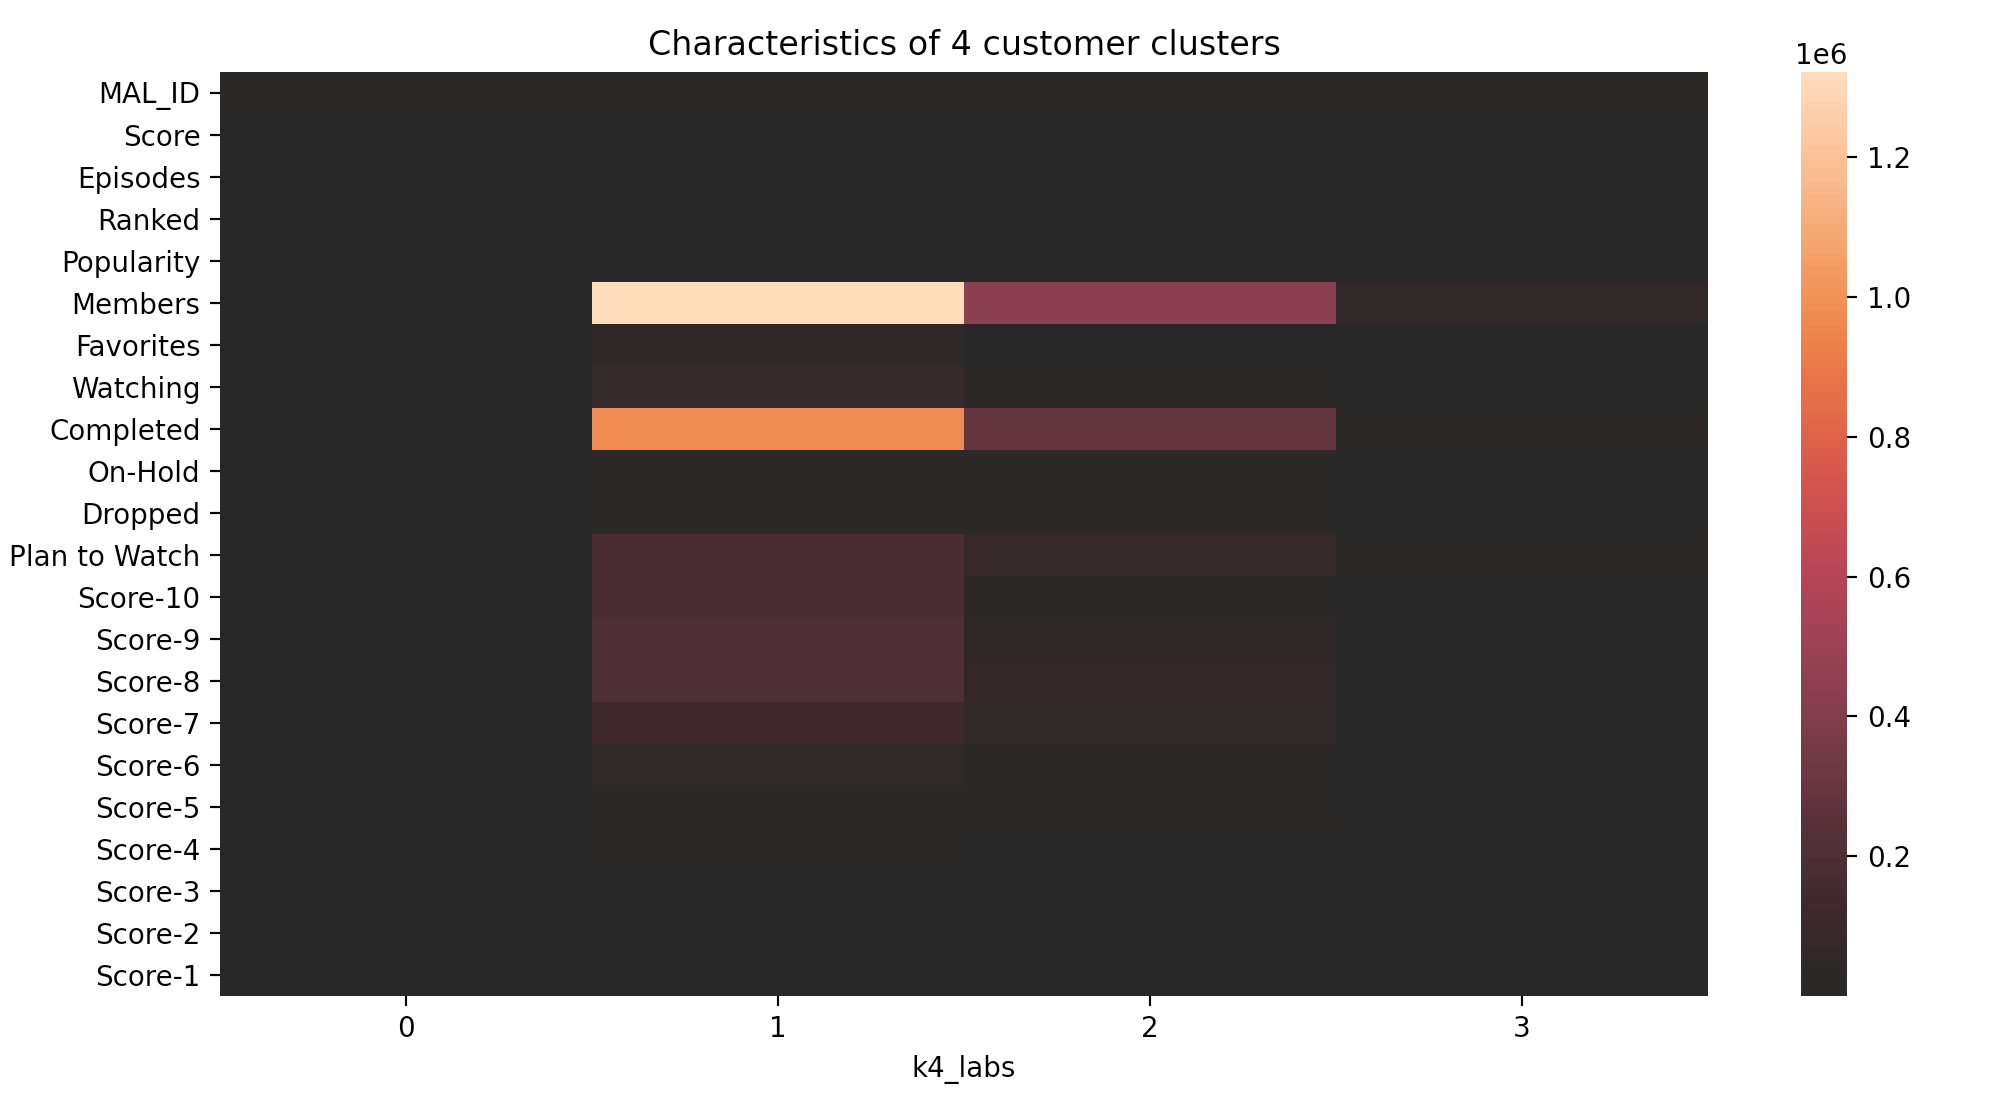 Characteristics of 4 customer clusters
1e6
MAL_ID
Score
Episodes
Ranked
Popularity
Members
Favorites
Watching
Completed
On-Hold
Dropped
Plan to Watch
Score-10
Score-9
Score-8
Score-7
Score-6
Score-5
Score-4
Score-3
Score-2
Score-1
0 1 2 3
k4_labs
1.2
1.0
0.8
0.6
0.4
0.2